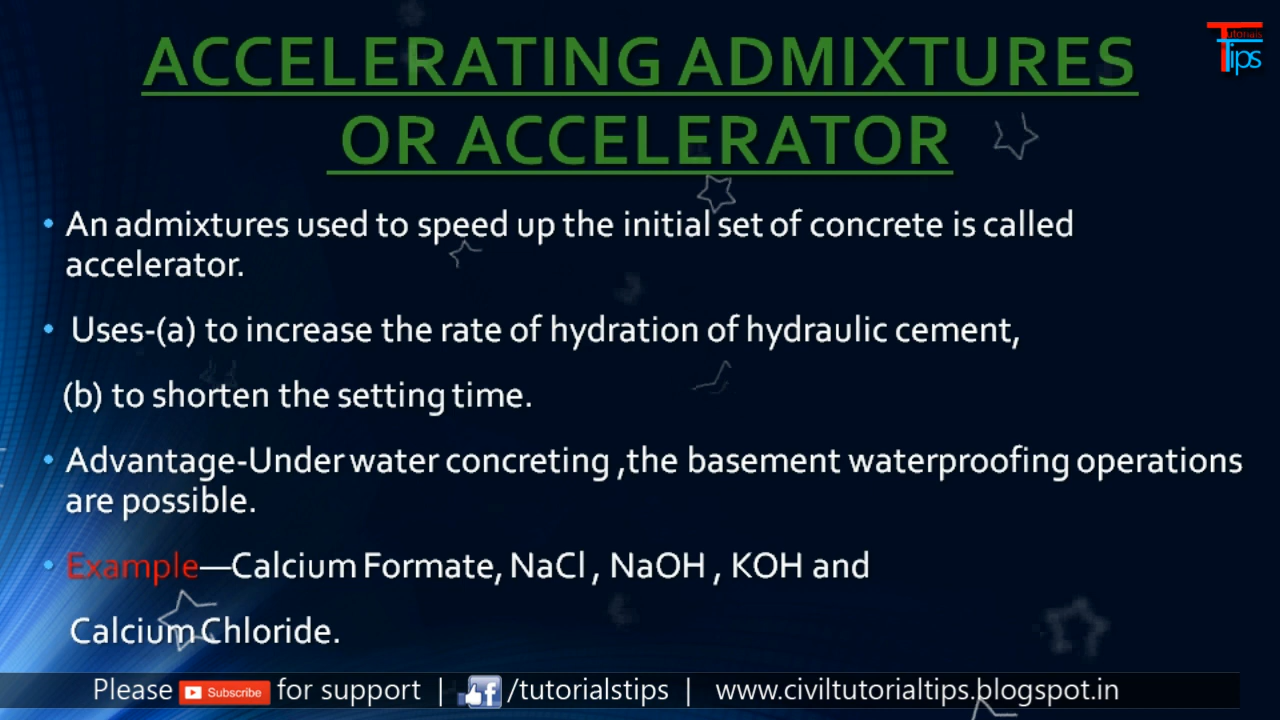 ACCELERATING ADMIXTURES
OR ACCELERATOR
Tutorials
Tips
• An admixtures used to speed up the initial set of concrete is called
accelerator.
• Uses-(a) to increase the rate of hydration of hydraulic cement,
(b) to shorten the setting time.
• Advantage-Under water concreting ,the basement waterproofing operations
are possible.
• Example—Calcium Formate, NaCl , NaOH , KOH and
Calcium Chloride.
Please Subscribe for support | f /tutorialstips | www.civiltutorialtips.blogspot.in